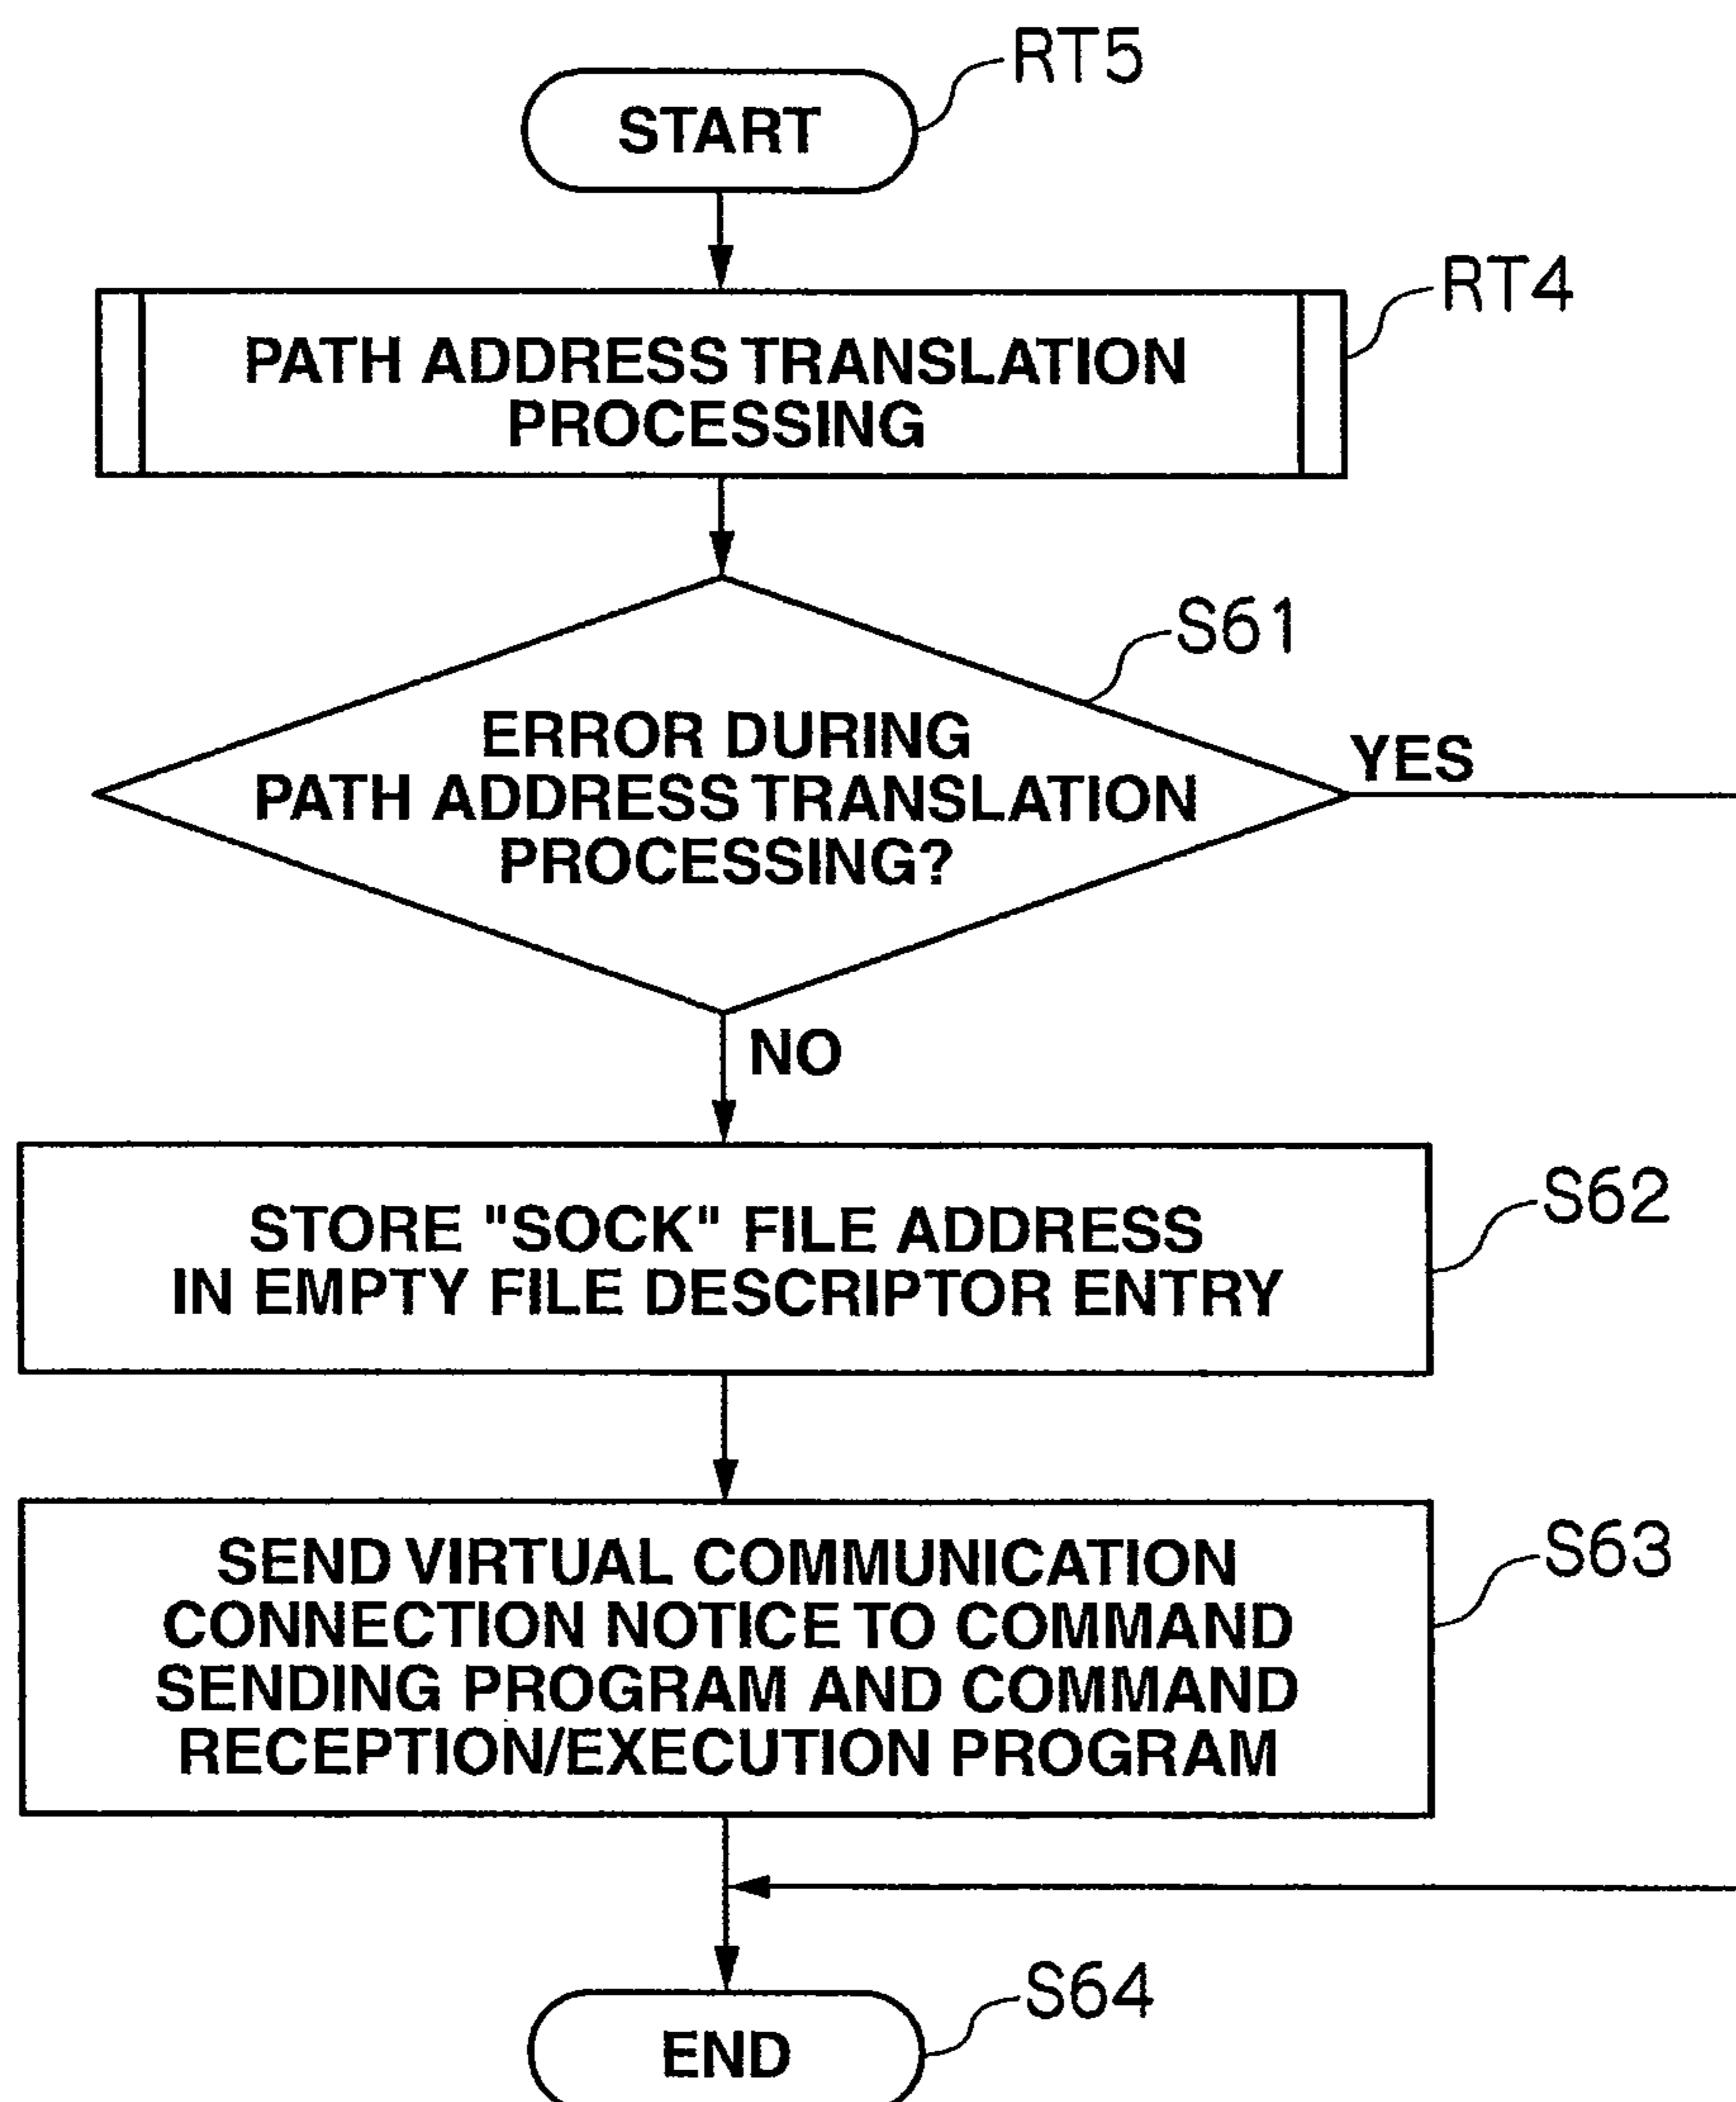 RT5
START
RT4
PATH ADDRESS TRANSLATION
PROCESSING
S61
ERROR DURING
PATH ADDRESS TRANSLATION
PROCESSING?
YES
NO
S62
STORE "SOCK" FILE ADDRESS
IN EMPTY FILE DESCRIPTOR ENTRY
S63
SEND VIRTUAL COMMUNICATION
CONNECTION NOTICE TO COMMAND
SENDING PROGRAM AND COMMAND
RECEPTION/EXECUTION PROGRAM
S64
END